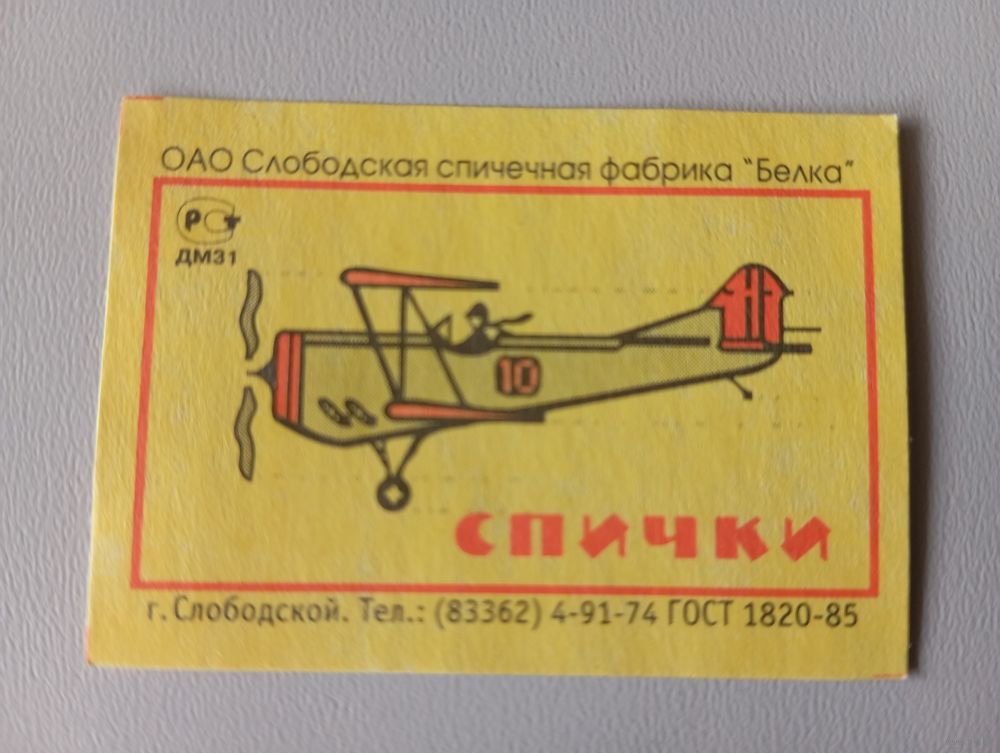 ОАО Слободская спичечная фабрика "Белка"
РСт
ДМ31
10
СПИЧКИ
г. Слободской. Тел.: (83362) 4-91-74 ГОСТ 1820-85